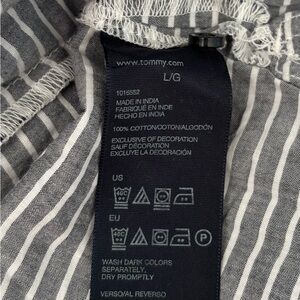 www.tommy.com
L/G
1016552
MADE IN INDIA
FABRIQUÉ EN INDE
HECHO EN INDIA
100% COTTON/COTON/ALGODÓN
EXCLUSIVE OF DECORATION
SAUF DÉCORATION
EXCLUYE LA DECORACIÓN
US
EU
WASH DARK COLORS
SEPARATELY,
DRY PROMPTLY
VERSO/AL REVERSO